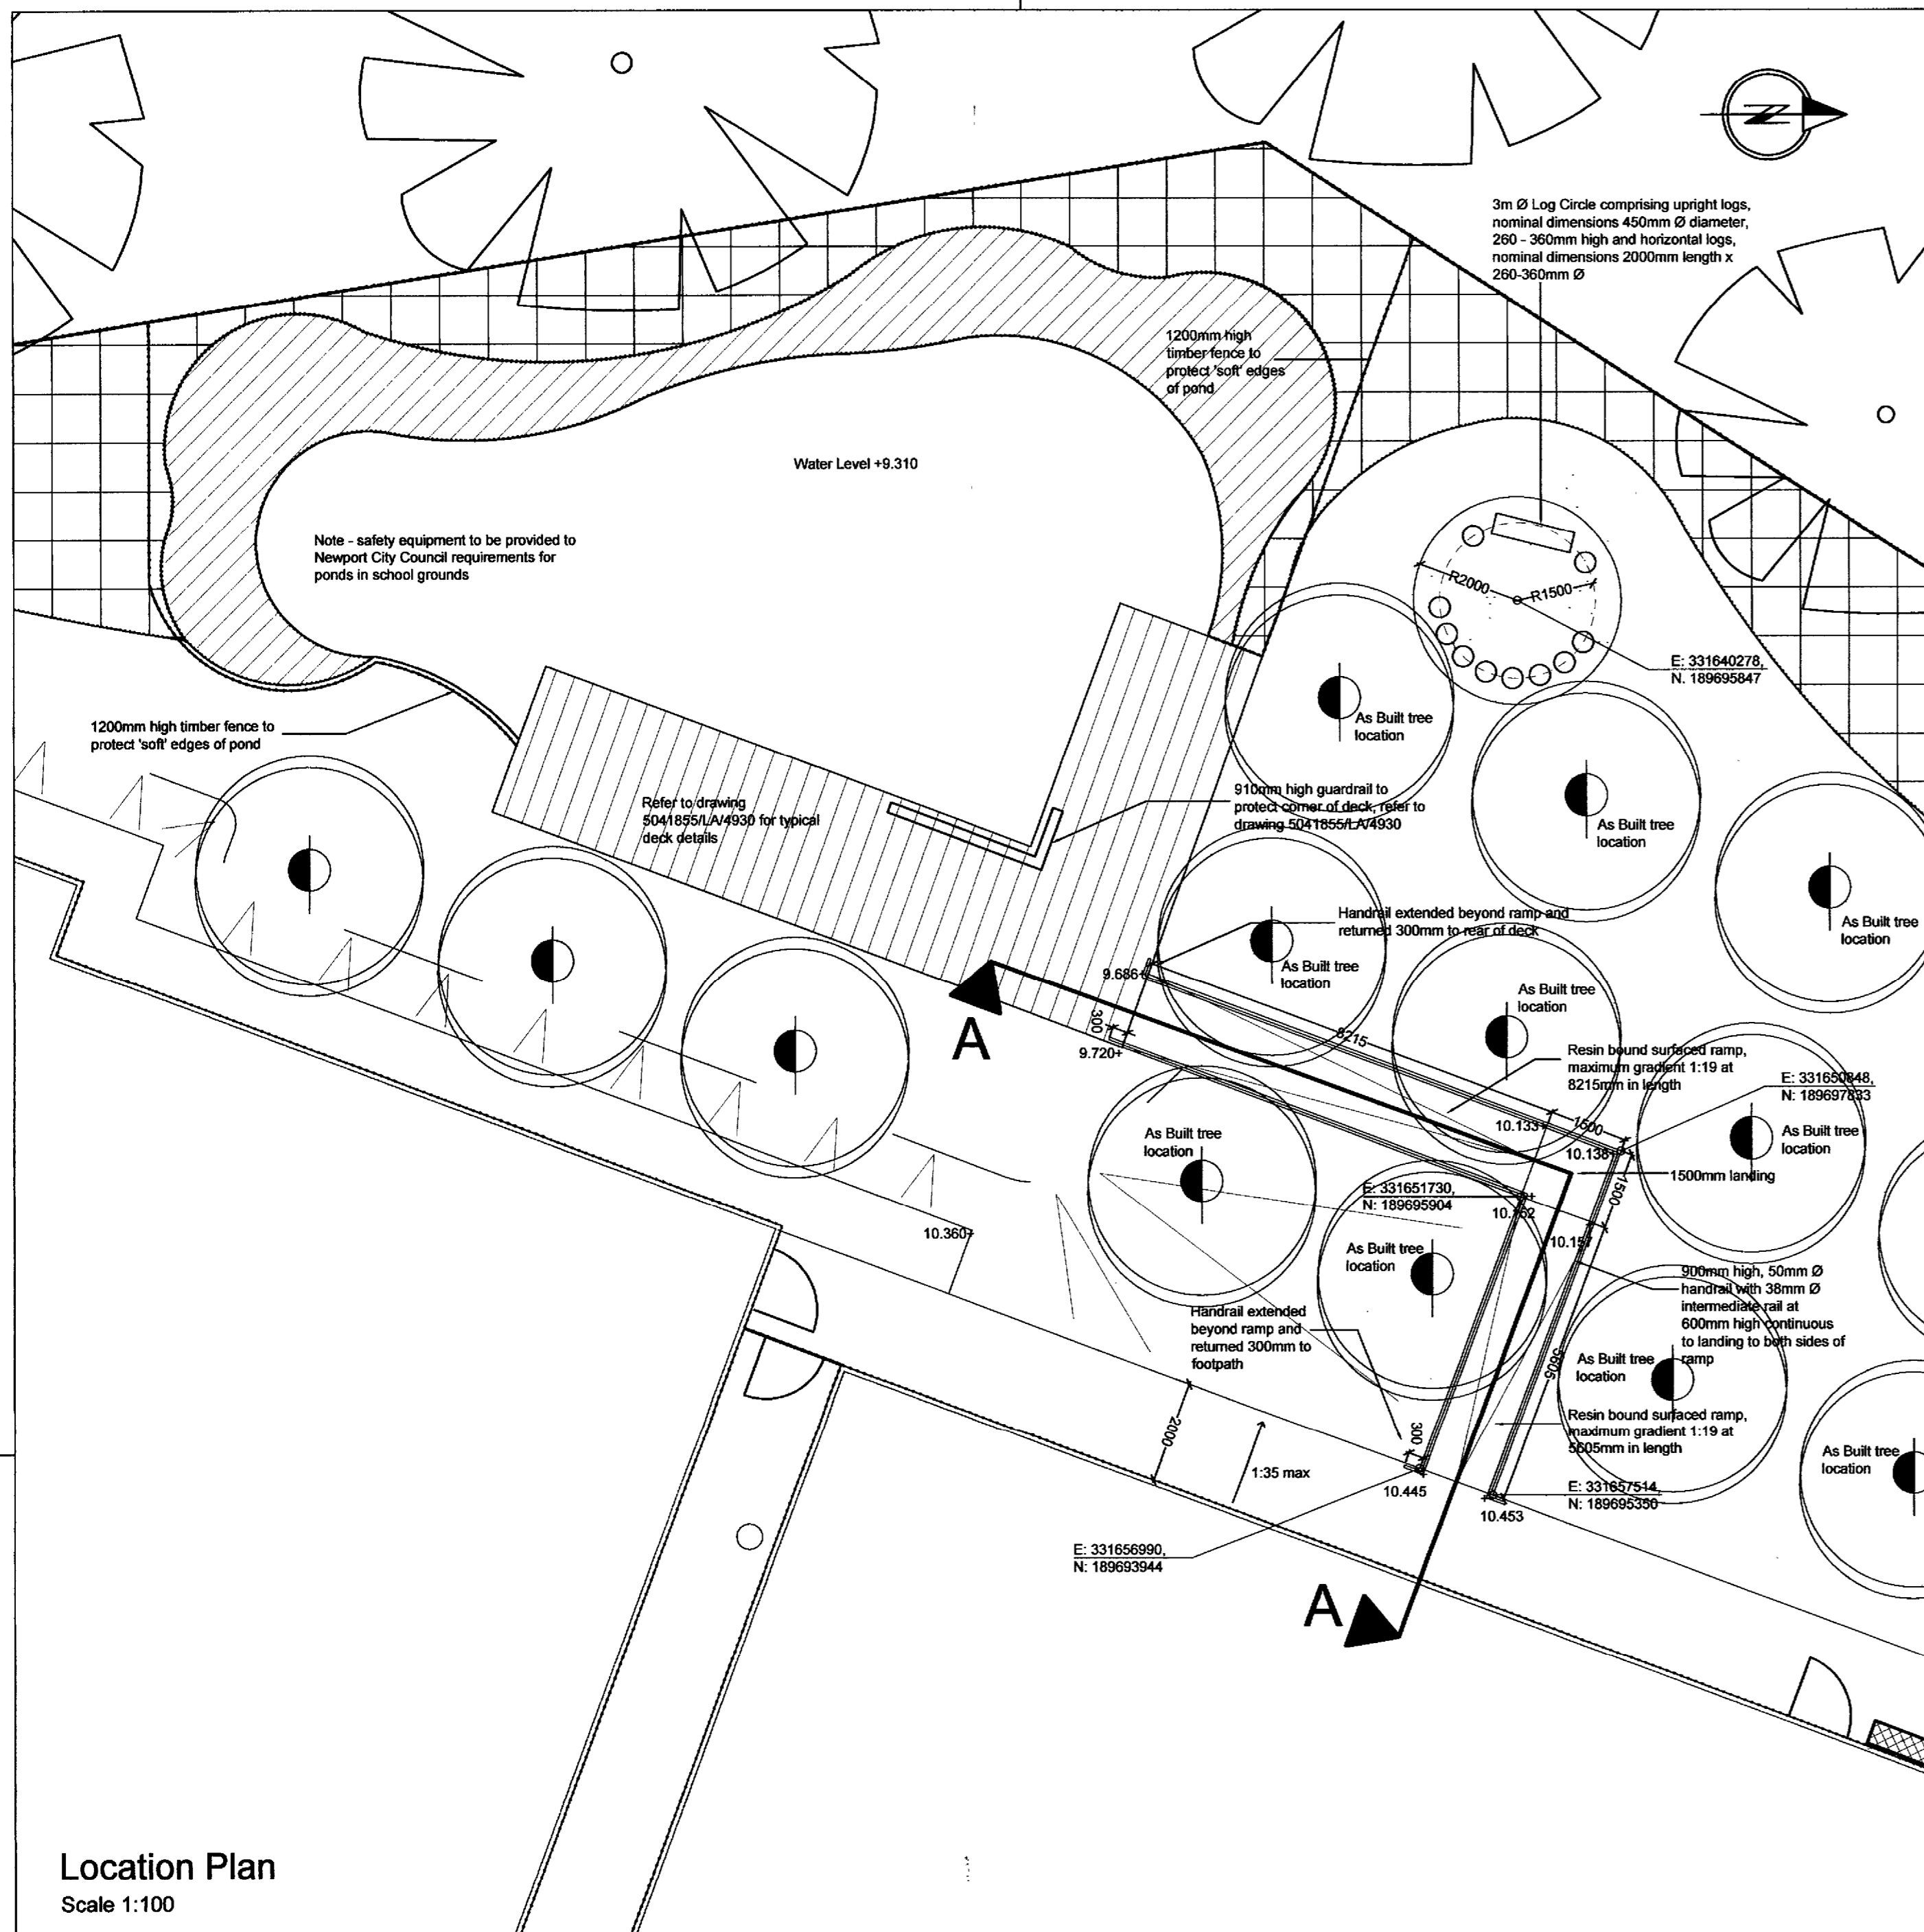 3m Ø Log Circle comprising upright logs,
nominal dimensions 450mm Ø diameter,
260 - 360mm high and horizontal logs,
nominal dimensions 2000mm length x
260-360mm Ø
1200mm high
timber fence to
protect 'soft' edges
of pond
Water Level +9.310
Note - safety equipment to be provided to
Newport City Council requirements for
ponds in school grounds
R2000
R1500
E: 331640278,
N. 189695847
1200mm high timber fence to
protect 'soft' edges of pond
As Built tree
location
Refer to drawing
5041855/LA/4930 for typical
deck details
910mm high guardrail to
protect corner of deck, refer to
drawing 5041855/LA/4930
As Built tree
location
As Built tree
location
Handrail extended beyond ramp and
returned 300mm to rear of deck
As Built tree
location
As Built tree
location
9.686+
300
9.720+
A
8215
Resin bound surfaced ramp,
maximum gradient 1:19 at
8215mm in length
E: 331650848,
N: 189697833
10.133+
1500
10.138+
As Built tree
location
As Built tree
location
1500mm landing
1500
E: 331651730,
N: 189695904
10.152
10.157
10.360+
As Built tree
location
900mm high, 50mm Ø
handrail with 38mm Ø
intermediate rail at
600mm high continuous
to landing to both sides of
ramp
Handrail extended
beyond ramp and
returned 300mm to
footpath
5605
As Built tree
location
Resin bound surfaced ramp,
maximum gradient 1:19 at
5605mm in length
2000
300
1:35 max
As Built tree
location
10.445
E: 331657514,
N: 189695350
10.453
E: 331656990,
N: 189693944
A
Location Plan
Scale 1:100
N